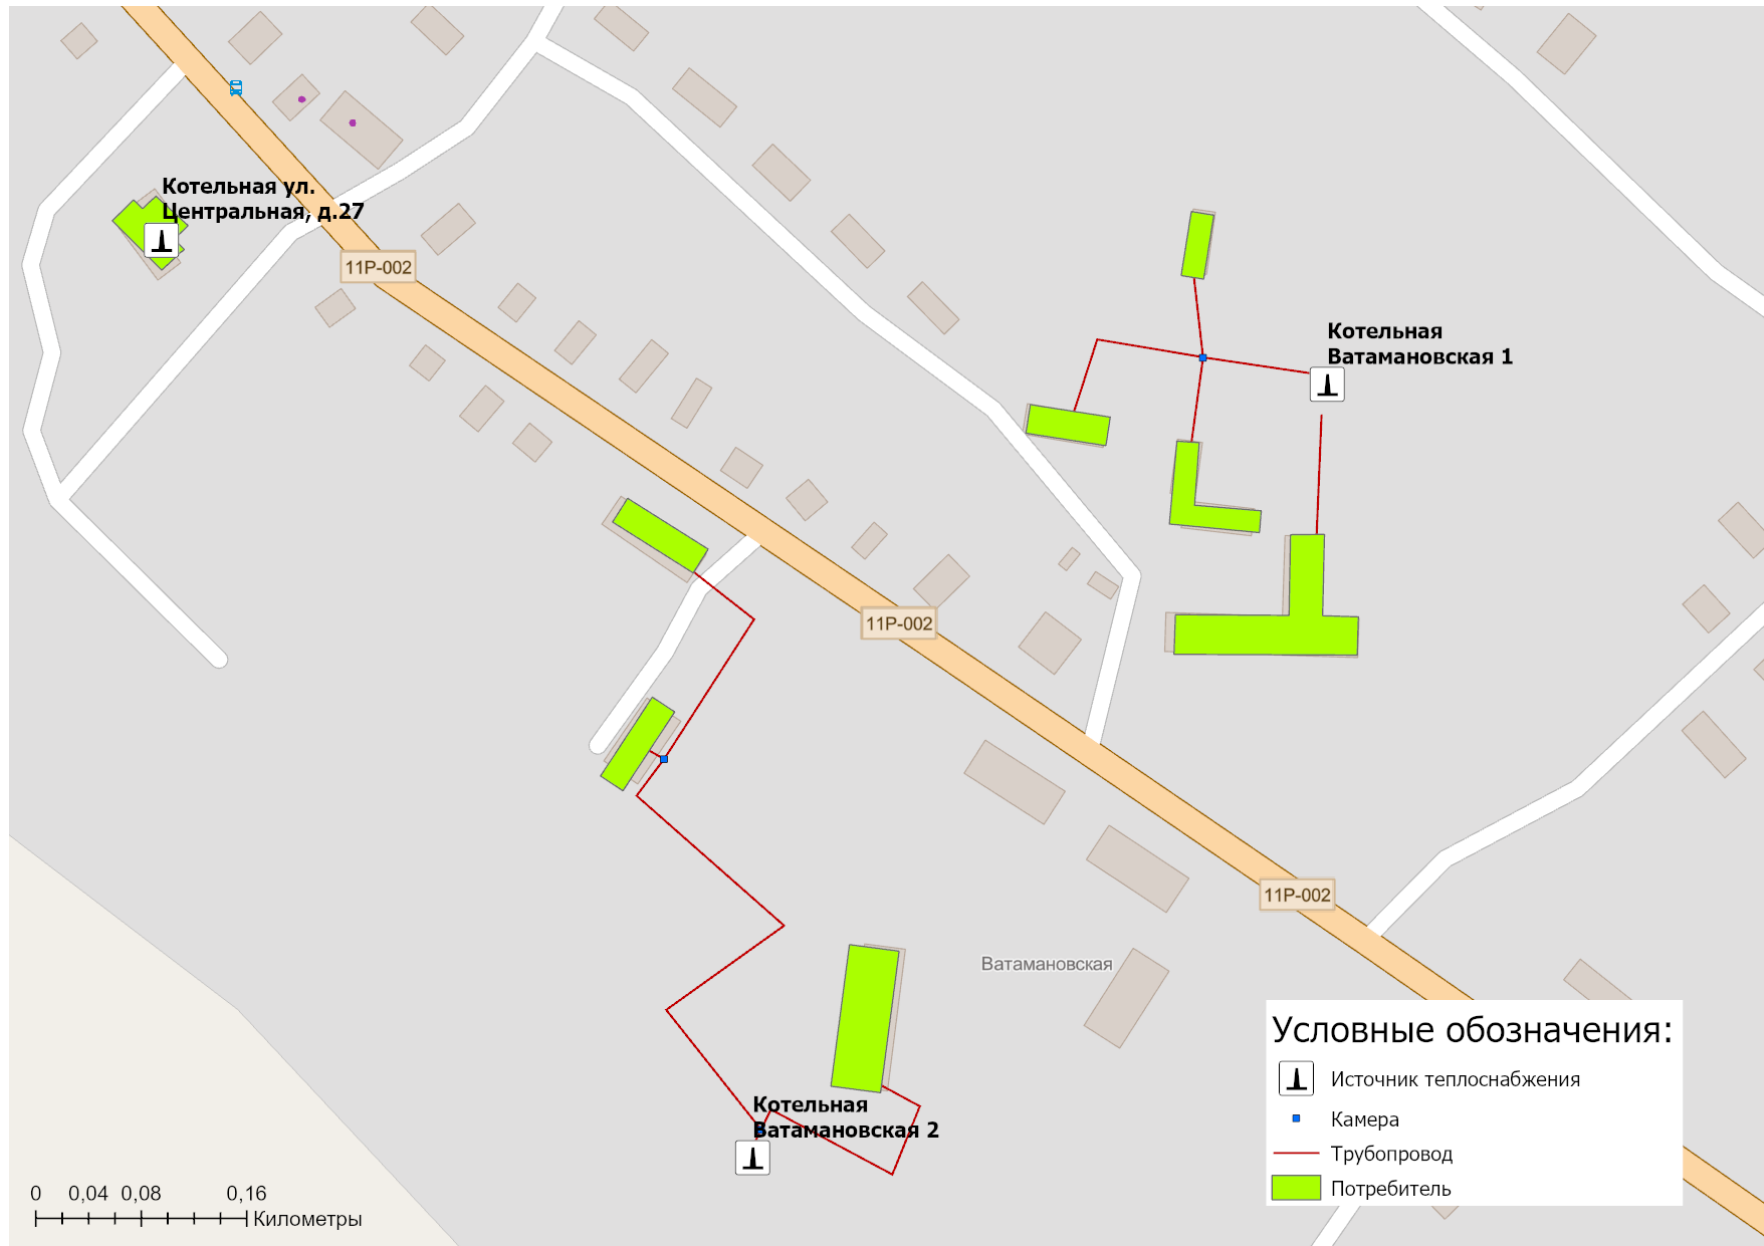 Котельная ул.
Центральная, д.27
11Р-002
Котельная
Ватамановская 1
11Р-002
11Р-002
Ватамановская
Котельная
Ватамановская 2
Условные обозначения:
Источник теплоснабжения
Камера
Трубопровод
Потребитель
0 0,04 0,08 0,16
Километры